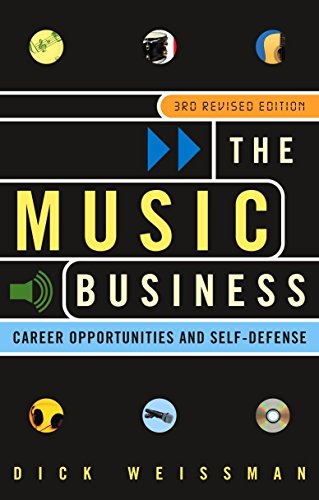 3RD REVISED EDITION
THE
MUSIC
BUSINESS
CAREER OPPORTUNITIES AND SELF-DEFENSE
DICK WEISSMAN